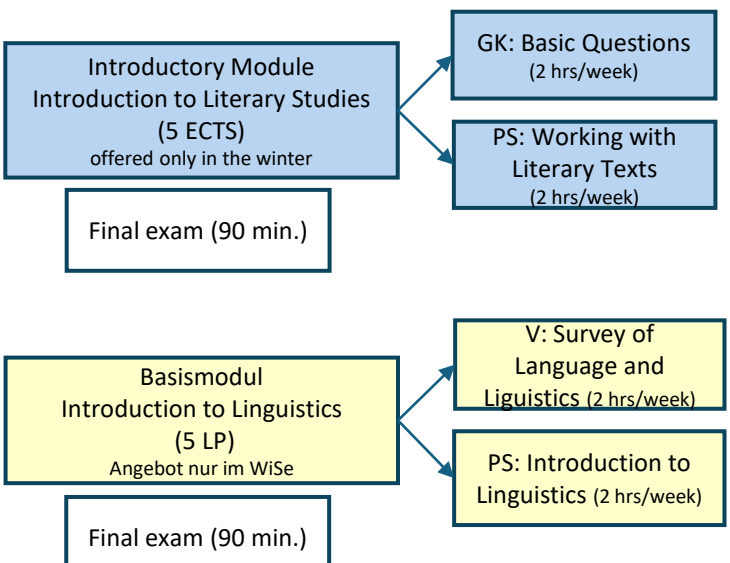 Introductory Module
Introduction to Literary Studies
(5 ECTS)
offered only in the winter
GK: Basic Questions
(2 hrs/week)
PS: Working with
Literary Texts
(2 hrs/week)
Final exam (90 min.)
Basismodul
Introduction to Linguistics
(5 LP)
Angebot nur im WiSe
V: Survey of
Language and
Liguistics (2 hrs/week)
PS: Introduction to
Linguistics (2 hrs/week)
Final exam (90 min.)